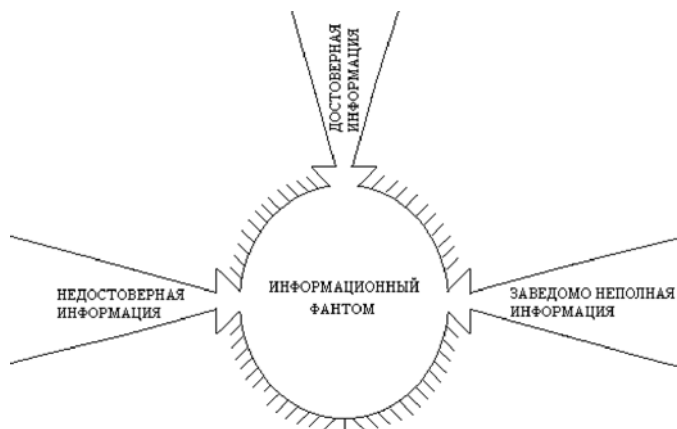 ДОСТОВЕРНАЯ
ИНФОРМАЦИЯ
НЕДОСТОВЕРНАЯ
ИНФОРМАЦИЯ
ИНФОРМАЦИОННЫЙ
ФАНТОМ
ЗАВЕДОМО НЕПОЛНАЯ
ИНФОРМАЦИЯ